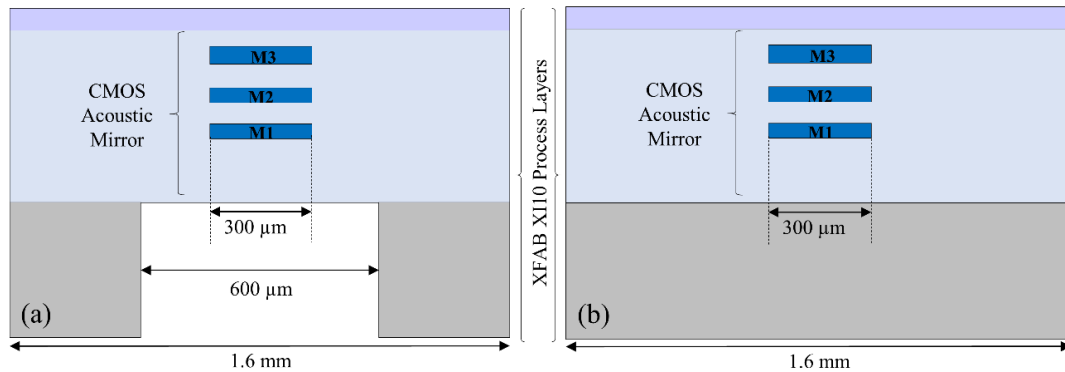 CMOS
Acoustic
Mirror
M3
M2
M1
300 µm
600 µm
(a)
1.6 mm
XFAB XI10 Process Layers
CMOS
Acoustic
Mirror
M3
M2
M1
300 µm
(b)
1.6 mm